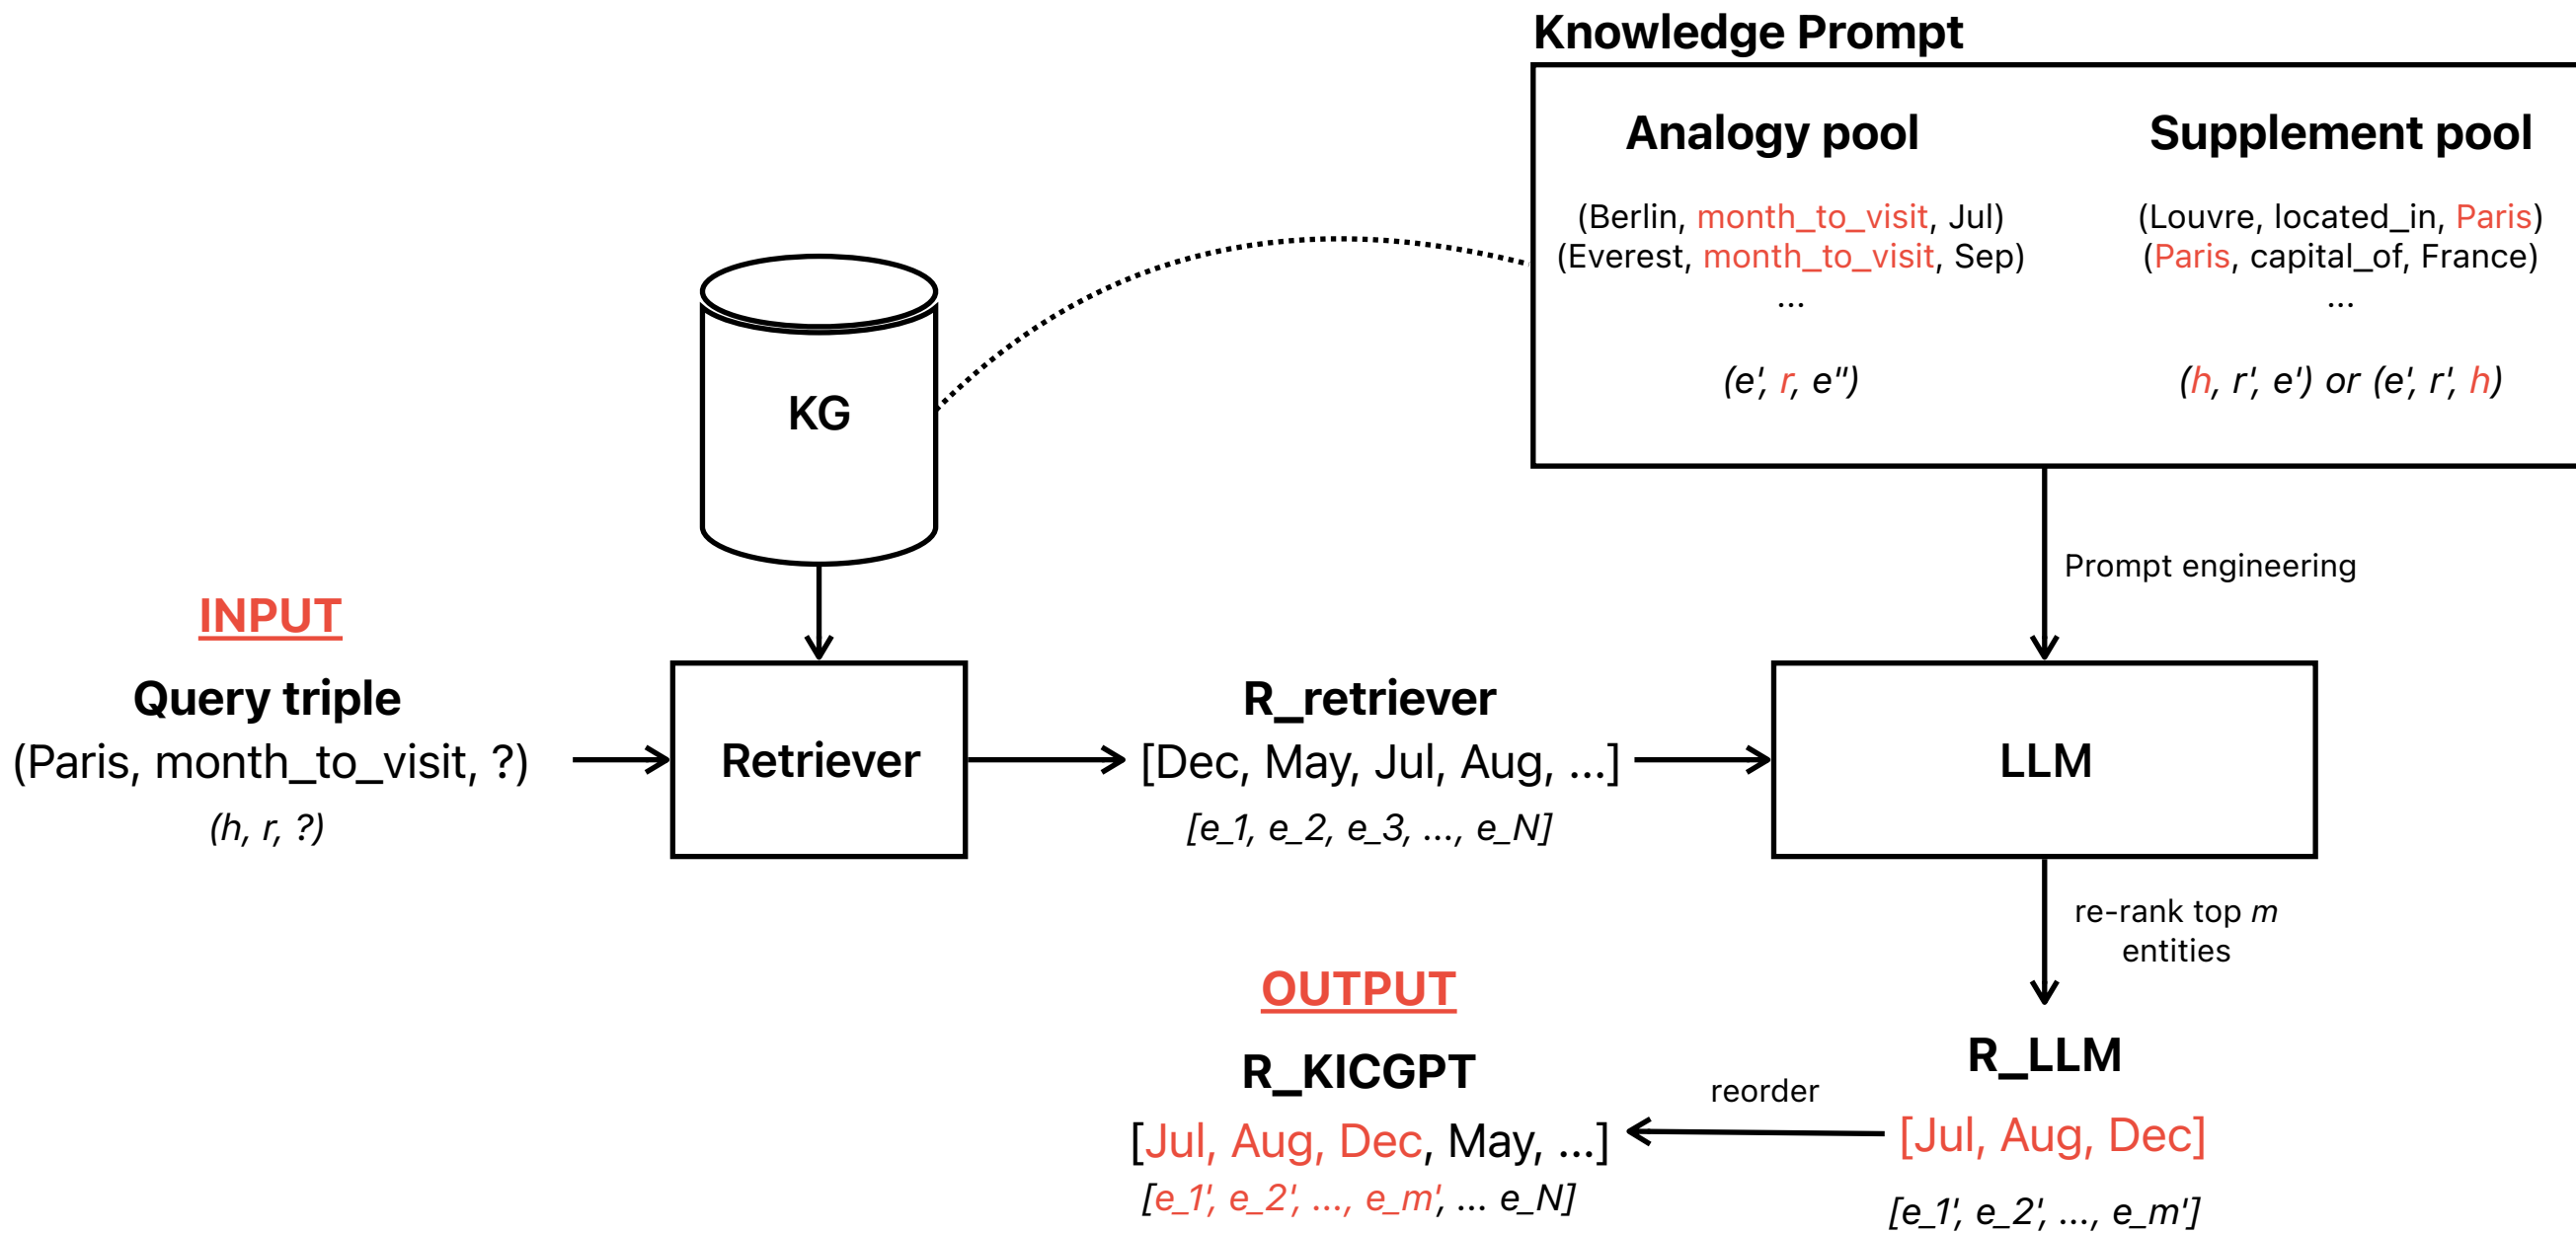 Knowledge Prompt
Analogy pool
(Berlin, month_to_visit, Jul)
(Everest, month_to_visit, Sep)
...
(e', r, e'')
Supplement pool
(Louvre, located_in, Paris)
(Paris, capital_of, France)
...
(h, r', e') or (e', r', h)
KG
Prompt engineering
INPUT
Query triple
(Paris, month_to_visit, ?)
(h, r, ?)
Retriever
R_retriever
[Dec, May, Jul, Aug, ...]
[e_1, e_2, e_3, ..., e_N]
LLM
re-rank top m
entities
R_LLM
[Jul, Aug, Dec]
[e_1', e_2', ..., e_m']
reorder
OUTPUT
R_KICGPT
[Jul, Aug, Dec, May, ...]
[e_1', e_2', ..., e_m', ... e_N]